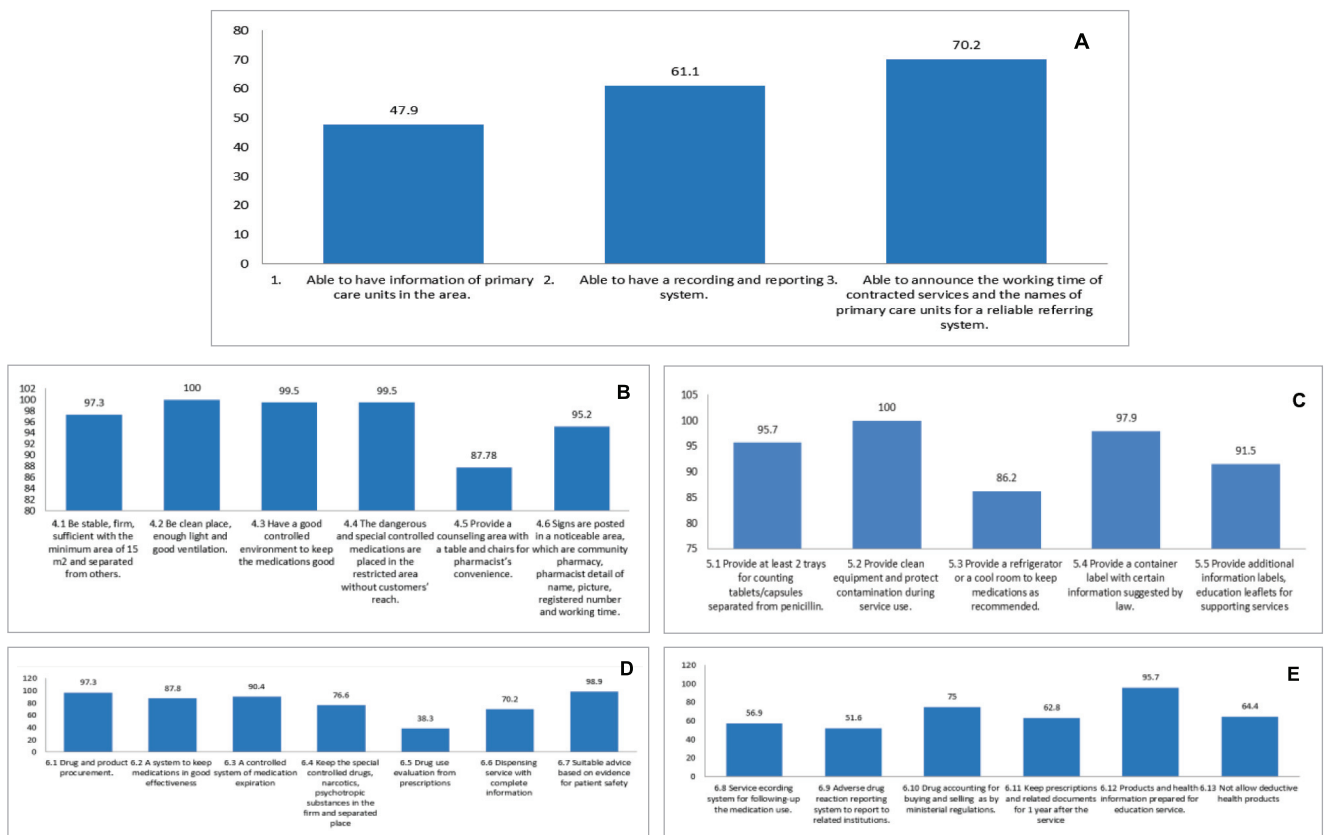 A
80
70
60
50
40
30
20
10
0
47.9
61.1
70.2
1. Able to have information of primary
care units in the area.
2. Able to have a recording and reporting
system.
3. Able to announce the working time of
contracted services and the names of
primary care units for a reliable referring
system.
B
102
100
98
96
94
92
90
88
86
84
82
80
97.3
100
99.5
99.5
87.78
95.2
4.1 Be stable, firm,
sufficient with the
minimum area of 15
m2 and separated
from others.
4.2 Be clean place,
enough light and
good ventilation.
4.3 Have a good
controlled
environment to keep
the medications good
4.4 The dangerous
and special controlled
medications are
placed in the
restricted area
without customers'
reach.
4.5 Provide a
counseling area with
a table and chairs for
pharmacist's
convenience.
4.6 Signs are posted
in a noticeable area,
which are community
pharmacy,
pharmacist detail of
name, picture,
registered number
and working time.
C
105
100
95
90
85
80
75
95.7
100
86.2
97.9
91.5
5.1 Provide at least 2 trays
for counting
tablets/capsules
separated from penicillin.
5.2 Provide clean
equipment and protect
contamination during
service use.
5.3 Provide a refrigerator
or a cool room to keep
medications as
recommended.
5.4 Provide a container
label with certain
information suggested by
law.
5.5 Provide additional
information labels,
education leaflets for
supporting services
D
120
100
80
60
40
20
0
97.3
87.8
90.4
76.6
38.3
70.2
98.9
6.1 Drug and product
procurement.
6.2 A system to keep
medications in good
effectiveness
6.3 A controlled
system of medication
expiration
6.4 Keep the special
controlled drugs,
narcotics,
psychotropic
substances in the
firm and separated
place
6.5 Drug use
evaluation from
prescriptions
6.6 Dispensing
service with
complete
information
6.7 Suitable advice
based on evidence
for patient safety
E
120
100
80
60
40
20
0
56.9
51.6
75
62.8
95.7
64.4
6.8 Service ecording
system for following-up
the medication use.
6.9 Adverse drug
reaction reporting
system to report to
related institutions.
6.10 Drug accounting for
buying and selling as by
ministerial regulations.
6.11 Keep prescriptions
and related documents
for 1 year after the
service
6.12 Products and health
information prepared for
education service.
6.13 Not allow deductive
health products